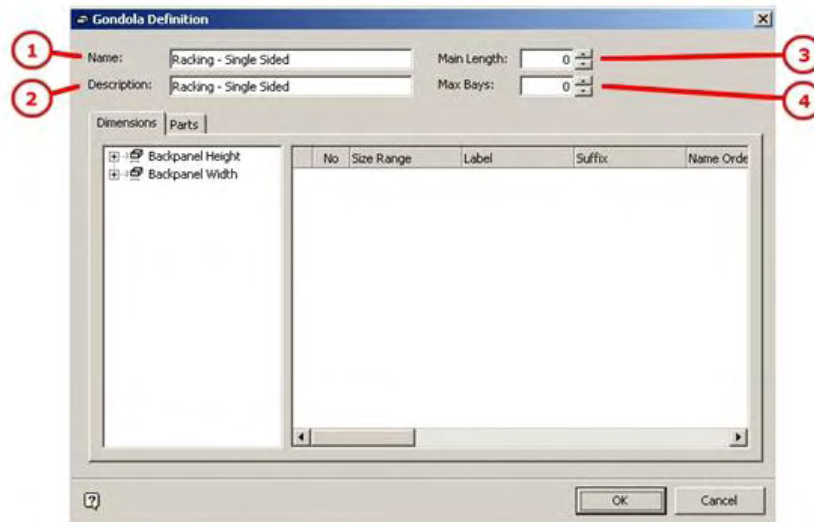 Gondola Definition
1 Name: Racking - Single Sided Main Length: 0 3
2 Description: Racking - Single Sided Max Bays: 0 4
Dimensions Parts
Backpanel Height No Size Range Label Suffix Name Orde
Backpanel Width
? OK Cancel